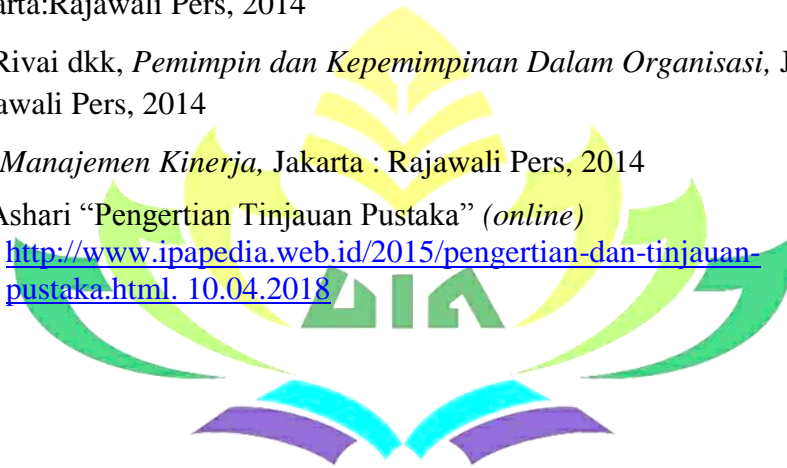 arta:Rajawali Pers, 2014
Rivai dkk, Pemimpin dan Kepemimpinan Dalam Organisasi, J
awali Pers, 2014
Manajemen Kinerja, Jakarta : Rajawali Pers, 2014
Ashari “Pengertian Tinjauan Pustaka” (online)
http://www.ipapedia.web.id/2015/pengertian-dan-tinjauan-
pustaka.html. 10.04.2018